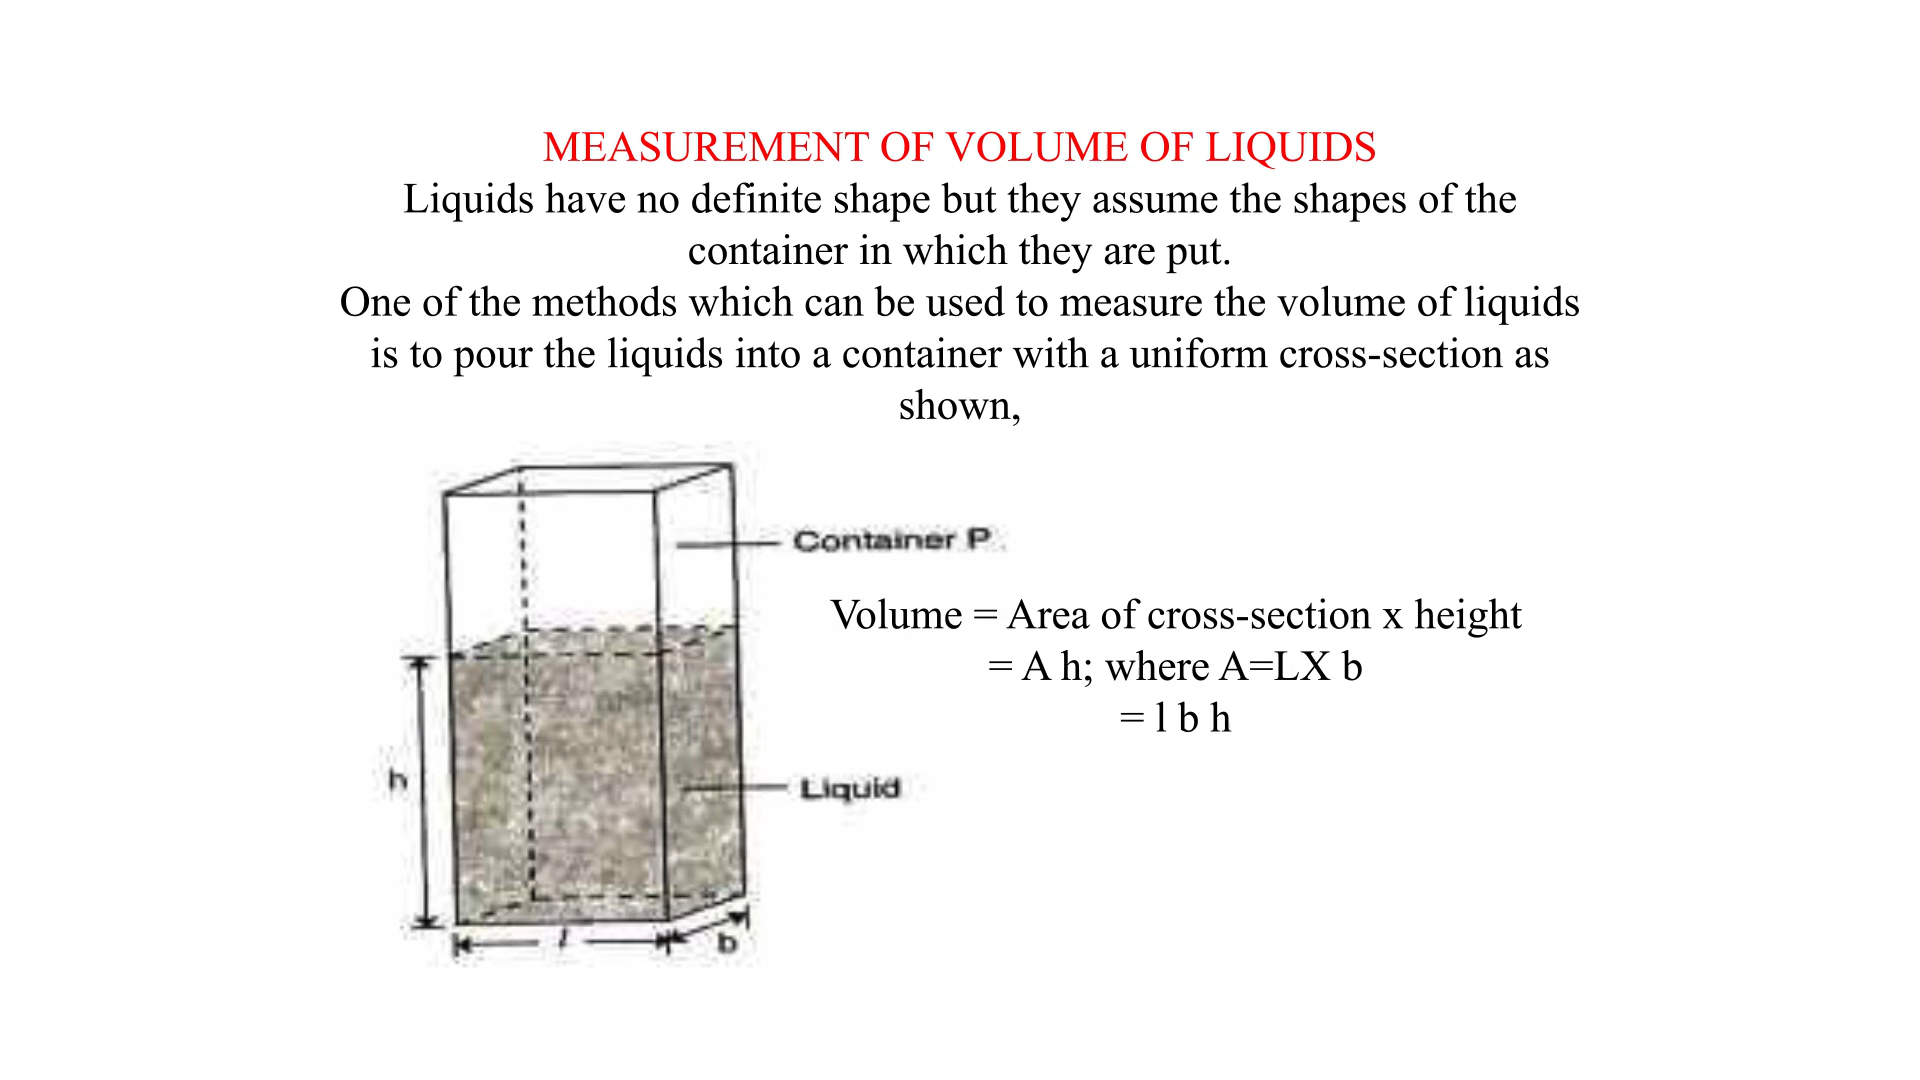 MEASUREMENT OF VOLUME OF LIQUIDS
Liquids have no definite shape but they assume the shapes of the
container in which they are put.
One of the methods which can be used to measure the volume of liquids
is to pour the liquids into a container with a uniform cross-section as
shown,
Container P
Volume = Area of cross-section x height
= A h; where A=LX b
= l b h
h
Liquid
l
b